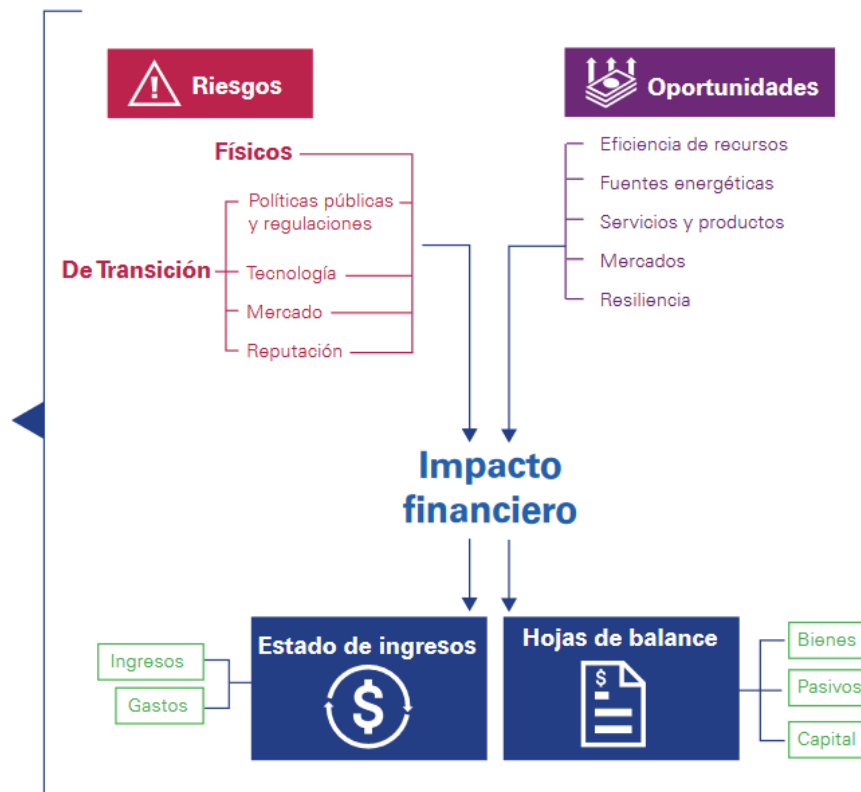 Riesgos
Físicos
De Transición
Políticas públicas
y regulaciones
Tecnología
Mercado
Reputación
Oportunidades
Eficiencia de recursos
Fuentes energéticas
Servicios y productos
Mercados
Resiliencia
Impacto
financiero
Estado de ingresos
$
Ingresos
Gastos
Hojas de balance
$
Bienes
Pasivos
Capital